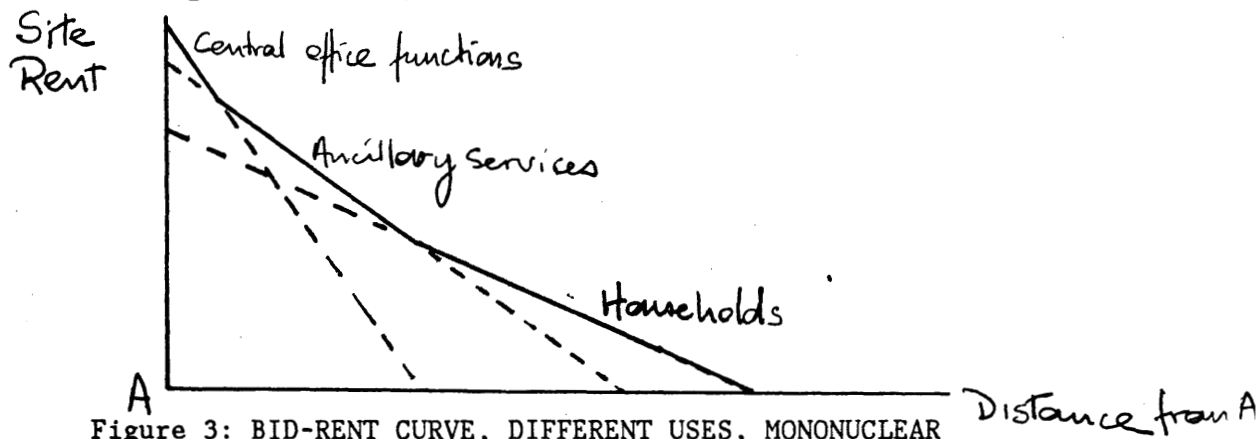 Site
Rent
Central office functions
Ancillary services
Households
A
Distance from A
Figure 3: BID-RENT CURVE, DIFFERENT USES, MONONUCLEAR